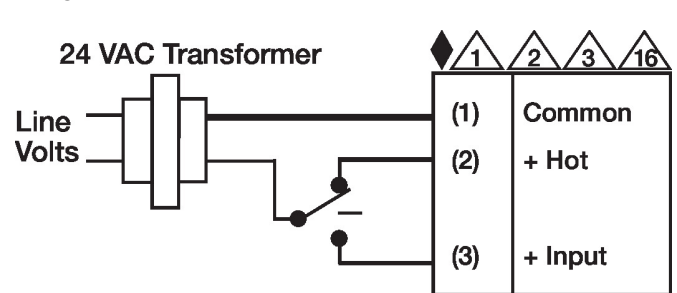 24 VAC Transformer
1 2 3 16
Line
Volts
(1) Common
(2) + Hot
(3) + Input